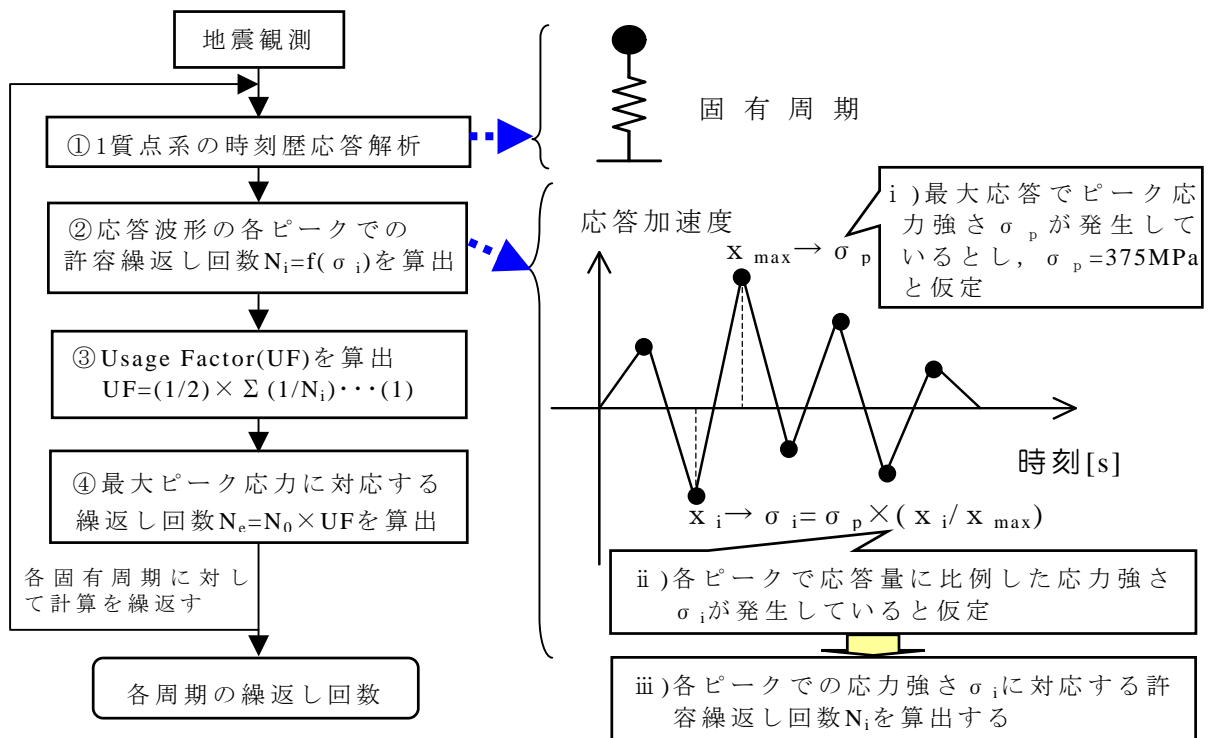 地震観測
①1質点系の時刻歴応答解析
②応答波形の各ピークでの
許容繰返し回数Ni=f(σi)を算出
③Usage Factor(UF)を算出
UF=(1/2)×Σ(1/Ni)･･･(1)
④最大ピーク応力に対応する
繰返し回数Ne=N0×UFを算出
各固有周期に対し
て計算を繰返す
各周期の繰返し回数
固有周期
応答加速度
x max→σp
ⅰ)最大応答でピーク応
力強さσpが発生して
いるとし,σp=375MPa
と仮定
時刻[s]
xi→σi=σp×(xi/xmax)
ⅱ)各ピークで応答量に比例した応力強さ
σiが発生していると仮定
ⅲ)各ピークでの応力強さσiに対応する許
容繰返し回数Niを算出する